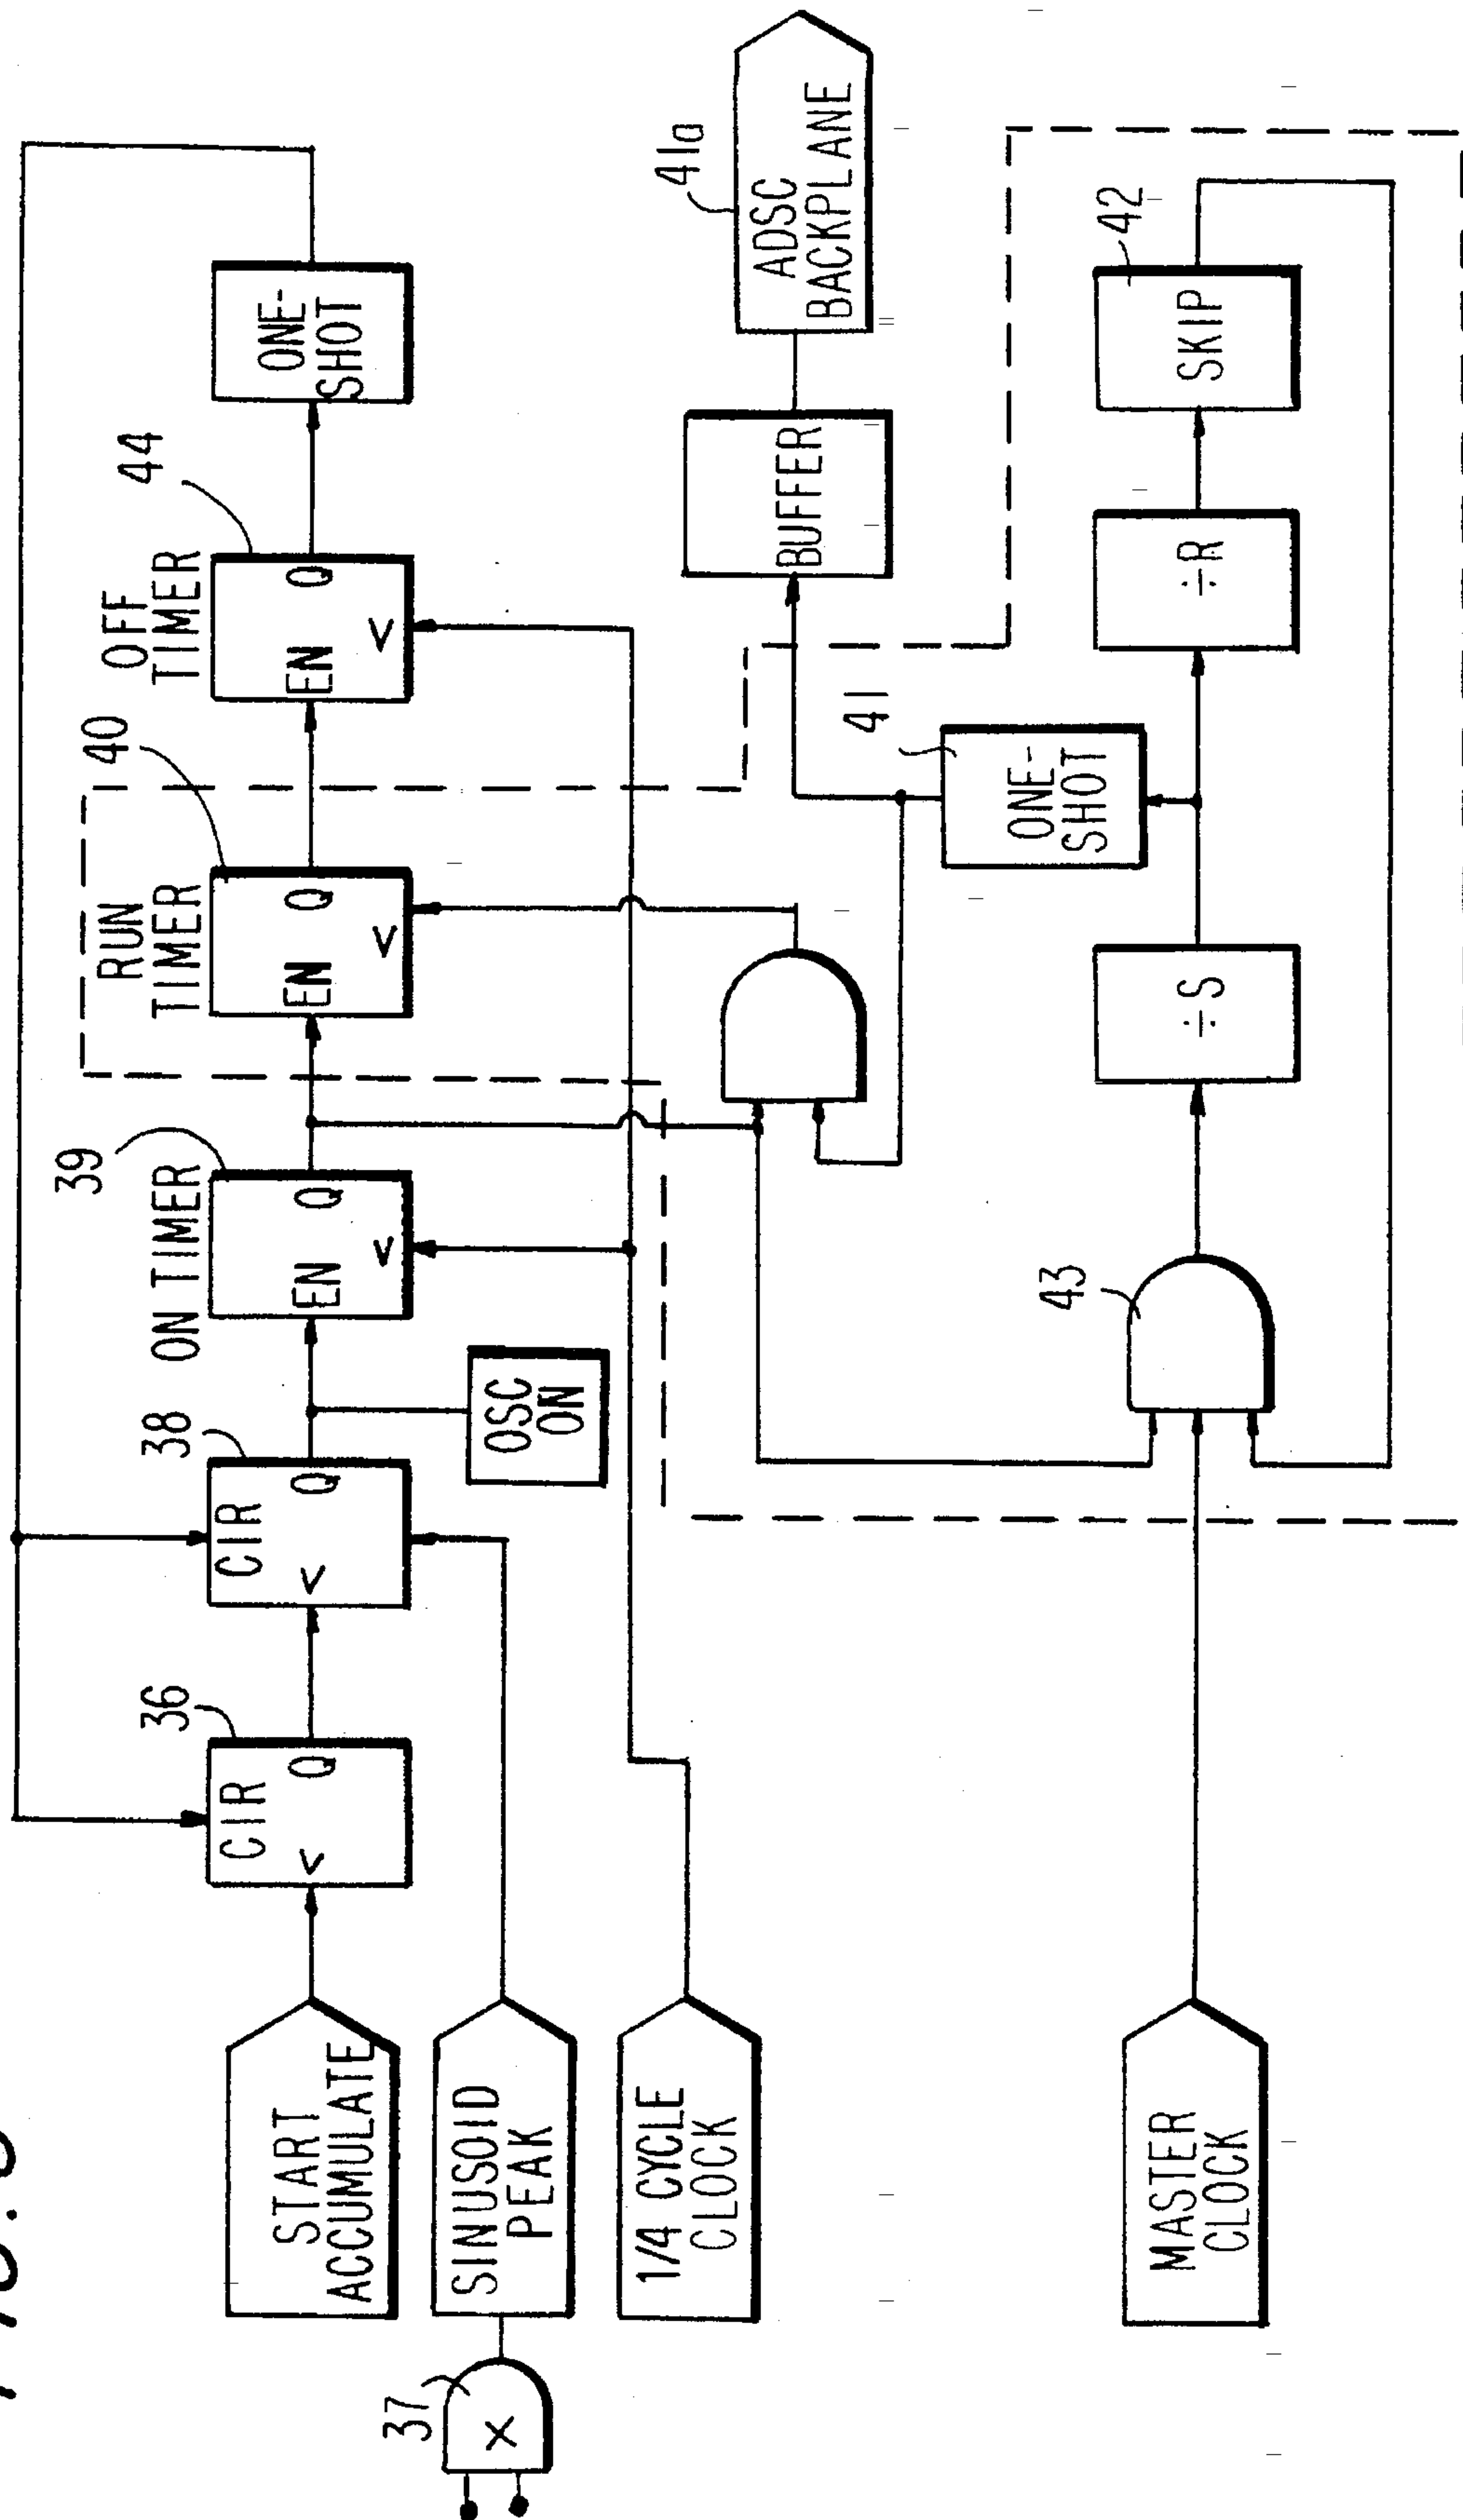 39
ON TIMER
EN
Q
<
40
RUN
TIMER
EN
Q
<
44
OFF
TIMER
EN
Q
<
ONE-
SHOT
36
CIR
<
Q
38
CIR
<
Q
OSC
ON
START
ACCUMULATE
37
X
SINUSOID
PEAK
1/4 CYCLE
CLOCK
BUFFER
41a
ADSC
BACKPLANE
41
ONE-
SHOT
MASTER
CLOCK
43
÷S
÷R
42
SKIP